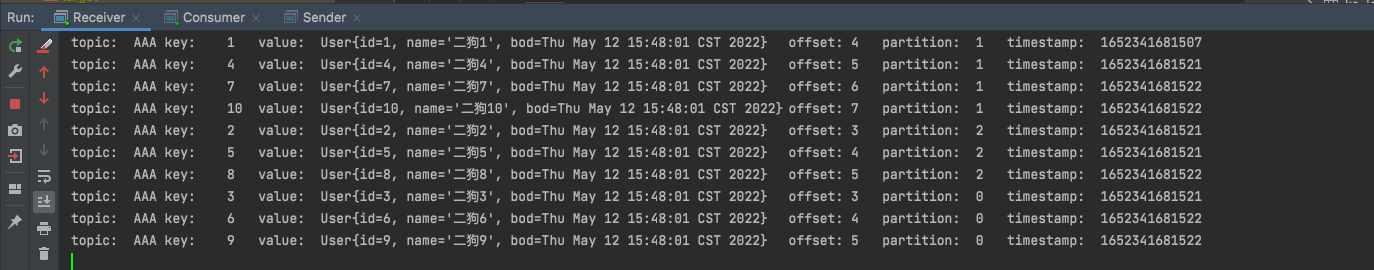 Run: Receiver × Consumer × Sender ×
topic: AAA key: 1 value: User{id=1, name='二狗1', bod=Thu May 12 15:48:01 CST 2022} offset: 4 partition: 1 timestamp: 1652341681507
topic: AAA key: 4 value: User{id=4, name='二狗4', bod=Thu May 12 15:48:01 CST 2022} offset: 5 partition: 1 timestamp: 1652341681521
topic: AAA key: 7 value: User{id=7, name='二狗7', bod=Thu May 12 15:48:01 CST 2022} offset: 6 partition: 1 timestamp: 1652341681522
topic: AAA key: 10 value: User{id=10, name='二狗10', bod=Thu May 12 15:48:01 CST 2022} offset: 7 partition: 1 timestamp: 1652341681522
topic: AAA key: 2 value: User{id=2, name='二狗2', bod=Thu May 12 15:48:01 CST 2022} offset: 3 partition: 2 timestamp: 1652341681521
topic: AAA key: 5 value: User{id=5, name='二狗5', bod=Thu May 12 15:48:01 CST 2022} offset: 4 partition: 2 timestamp: 1652341681521
topic: AAA key: 8 value: User{id=8, name='二狗8', bod=Thu May 12 15:48:01 CST 2022} offset: 5 partition: 2 timestamp: 1652341681522
topic: AAA key: 3 value: User{id=3, name='二狗3', bod=Thu May 12 15:48:01 CST 2022} offset: 3 partition: 0 timestamp: 1652341681521
topic: AAA key: 6 value: User{id=6, name='二狗6', bod=Thu May 12 15:48:01 CST 2022} offset: 4 partition: 0 timestamp: 1652341681522
topic: AAA key: 9 value: User{id=9, name='二狗9', bod=Thu May 12 15:48:01 CST 2022} offset: 5 partition: 0 timestamp: 1652341681522